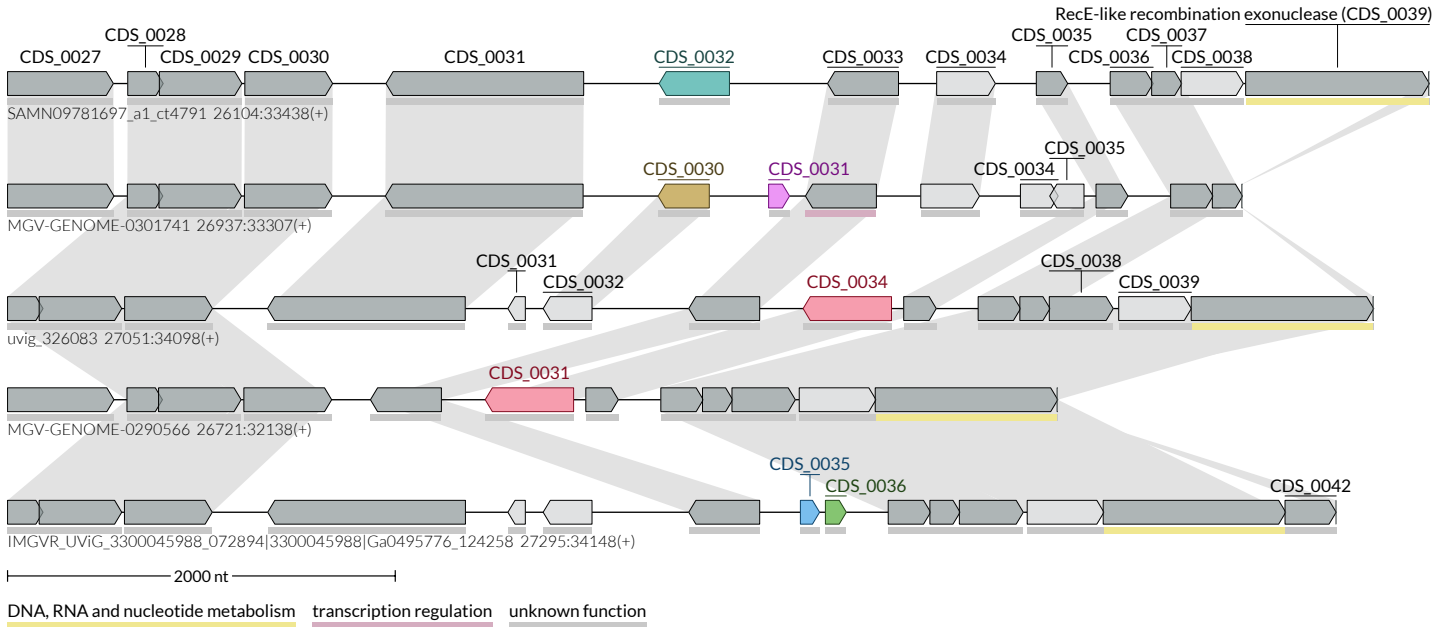 RecE-like recombination exonuclease (CDS_0039)
CDS_0028 CDS_0035 CDS_0037
CDS_0027 CDS_0029 CDS_0030 CDS_0031 CDS_0032 CDS_0033 CDS_0034 CDS_0036 CDS_0038
SAMN09781697_a1_ct4791 26104:33438(+)
CDS_0035
CDS_0030 CDS_0031 CDS_0034
MGV-GENOME-0301741 26937:33307(+)
CDS_0031 CDS_0038
CDS_0032 CDS_0034 CDS_0039
uvig_326083 27051:34098(+)
CDS_0031
MGV-GENOME-0290566 26721:32138(+)
CDS_0035
CDS_0036 CDS_0042
IMGVR_UViG_3300045988_072894|3300045988|Ga0495776_124258 27295:34148(+)
2000 nt
DNA, RNA and nucleotide metabolism transcription regulation unknown function